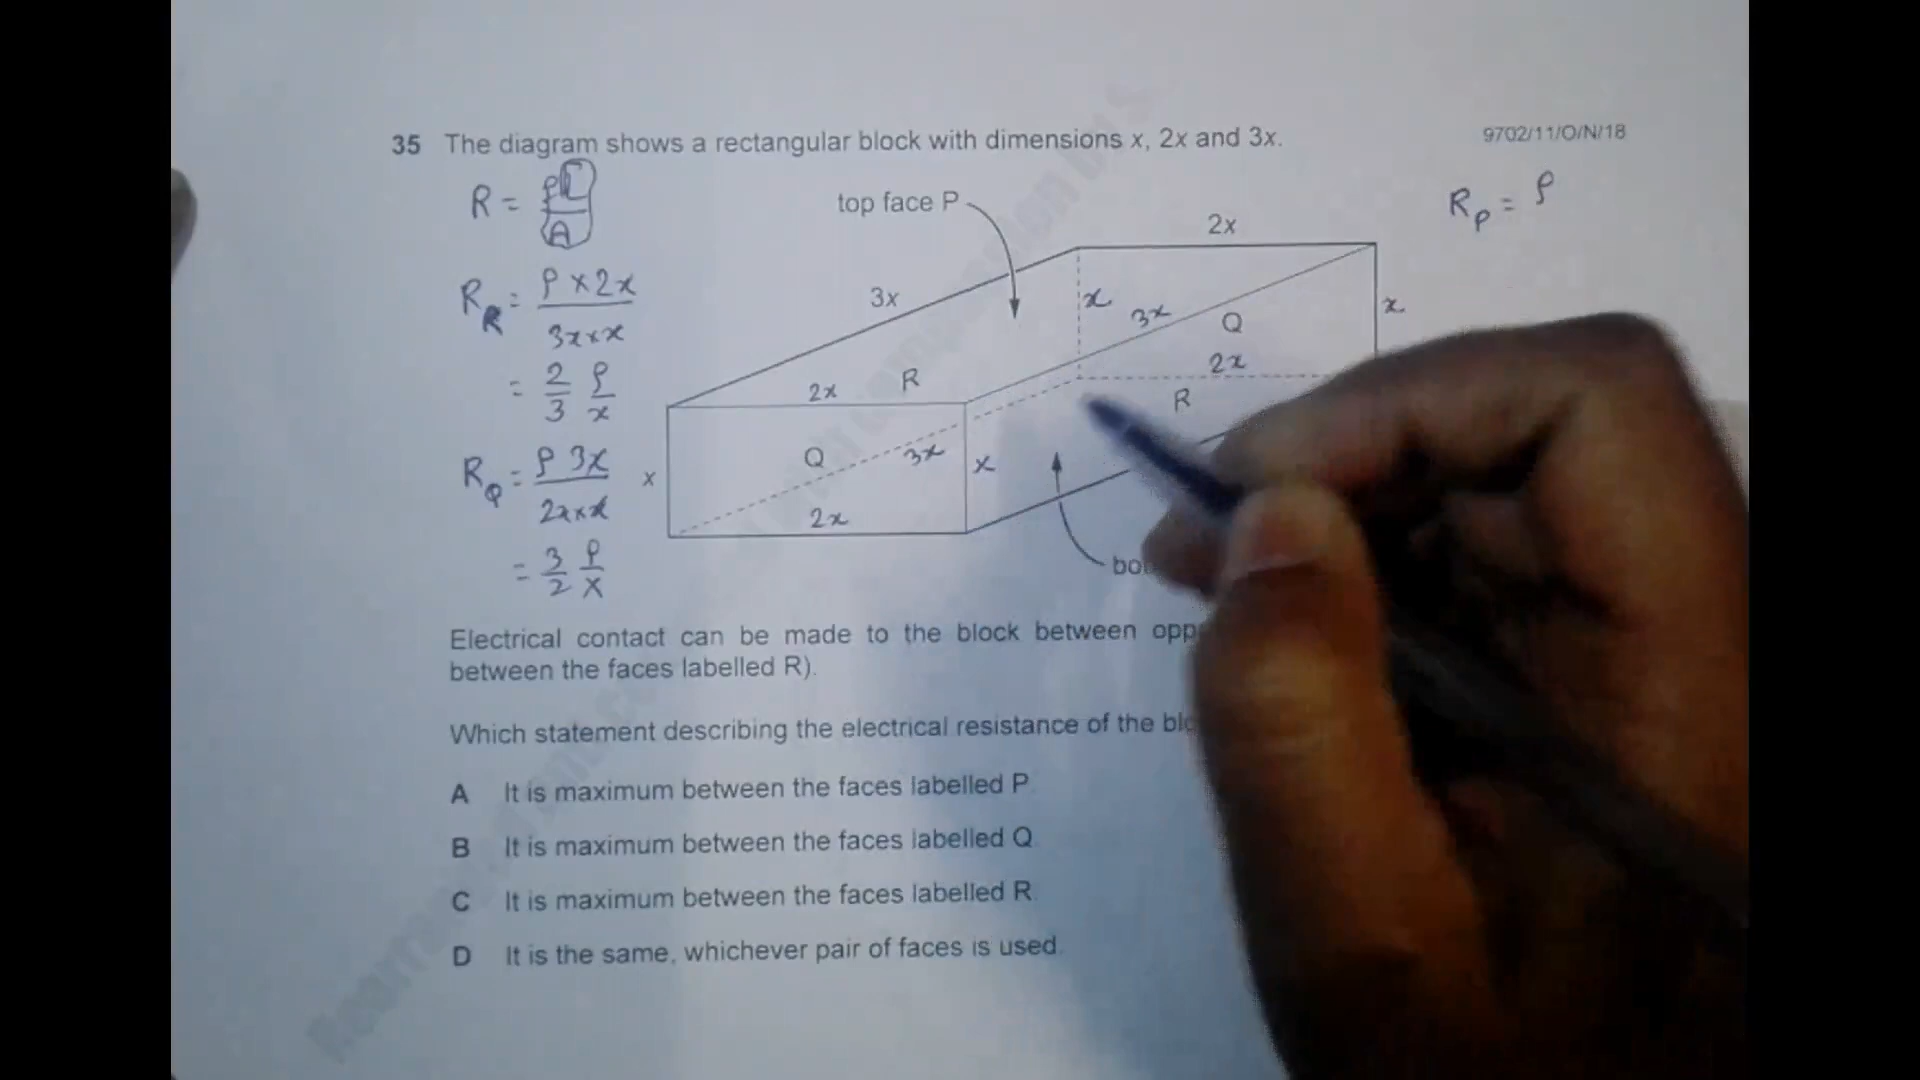 35 The diagram shows a rectangular block with dimensions x, 2x and 3x.
9702/11/O/N/18
R = ρL/A
top face P
R_P = ρ
2x
R_R = ρ × 2x / 3x × x
3x
x
3x
Q
x
= 2/3 ρ/x
2x
R
2x
R
R_Q = ρ 3x / 2x × x
x
Q
3x
x
2x
= 3/2 ρ/x
Electrical contact can be made to the block between
between the faces labelled R).
Which statement describing the electrical resistance of the
A It is maximum between the faces labelled P.
B It is maximum between the faces labelled Q.
C It is maximum between the faces labelled R.
D It is the same, whichever pair of faces is used.